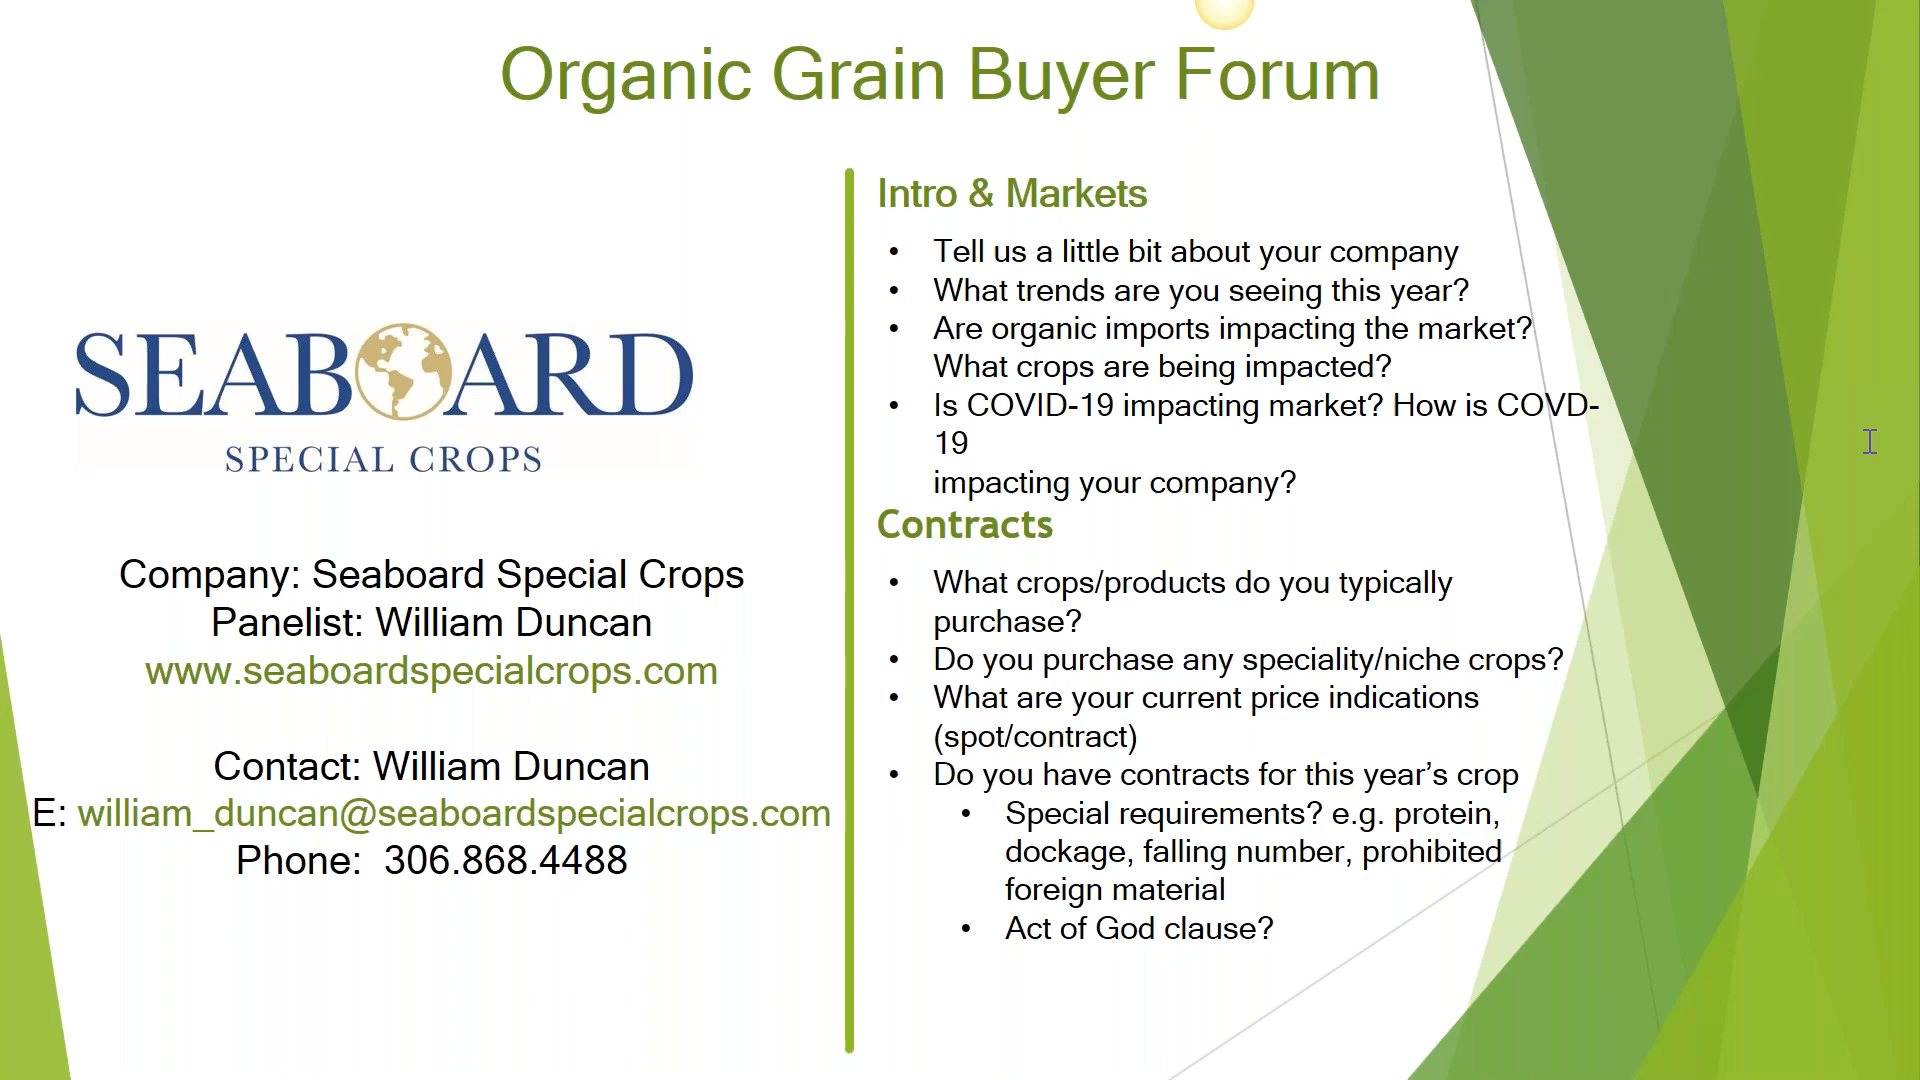 Organic Grain Buyer Forum
SEABOARD
SPECIAL CROPS
Company: Seaboard Special Crops
Panelist: William Duncan
www.seaboardspecialcrops.com
Contact: William Duncan
E: william_duncan@seaboardspecialcrops.com
Phone: 306.868.4488
Intro & Markets
• Tell us a little bit about your company
• What trends are you seeing this year?
• Are organic imports impacting the market?
What crops are being impacted?
• Is COVID-19 impacting market? How is COVD-
19
impacting your company?
Contracts
• What crops/products do you typically
purchase?
• Do you purchase any speciality/niche crops?
• What are your current price indications
(spot/contract)
• Do you have contracts for this year’s crop
• Special requirements? e.g. protein,
dockage, falling number, prohibited
foreign material
• Act of God clause?